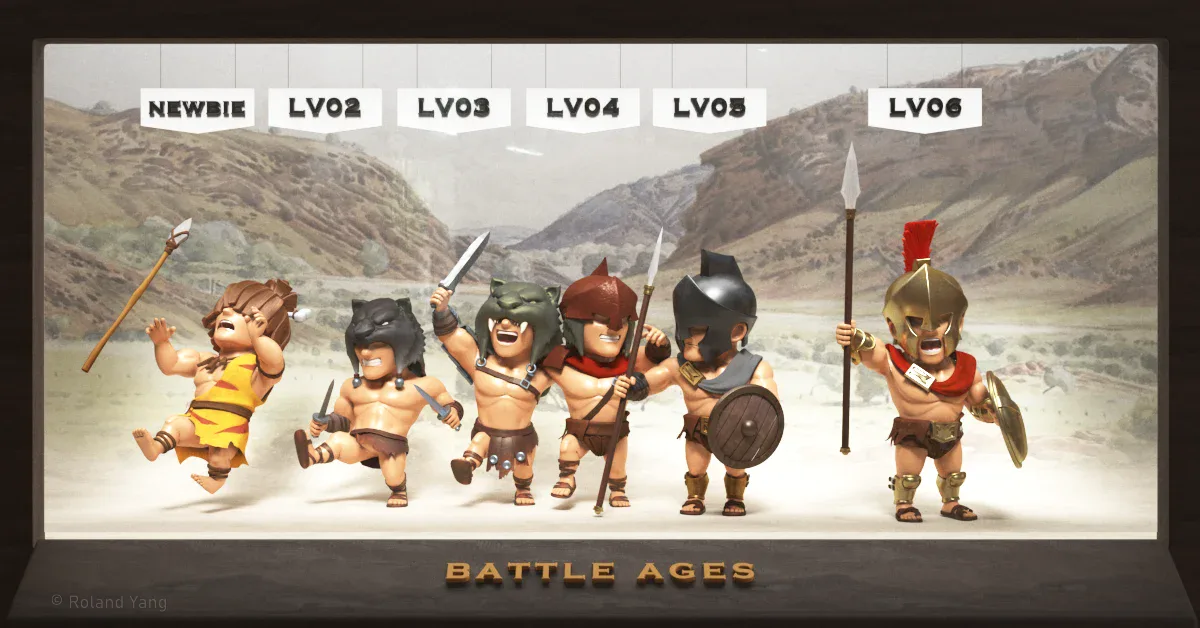 NEWBIE
LV02
LV03
LV04
LV05
LV06
BATTLE AGES
© Roland Yang